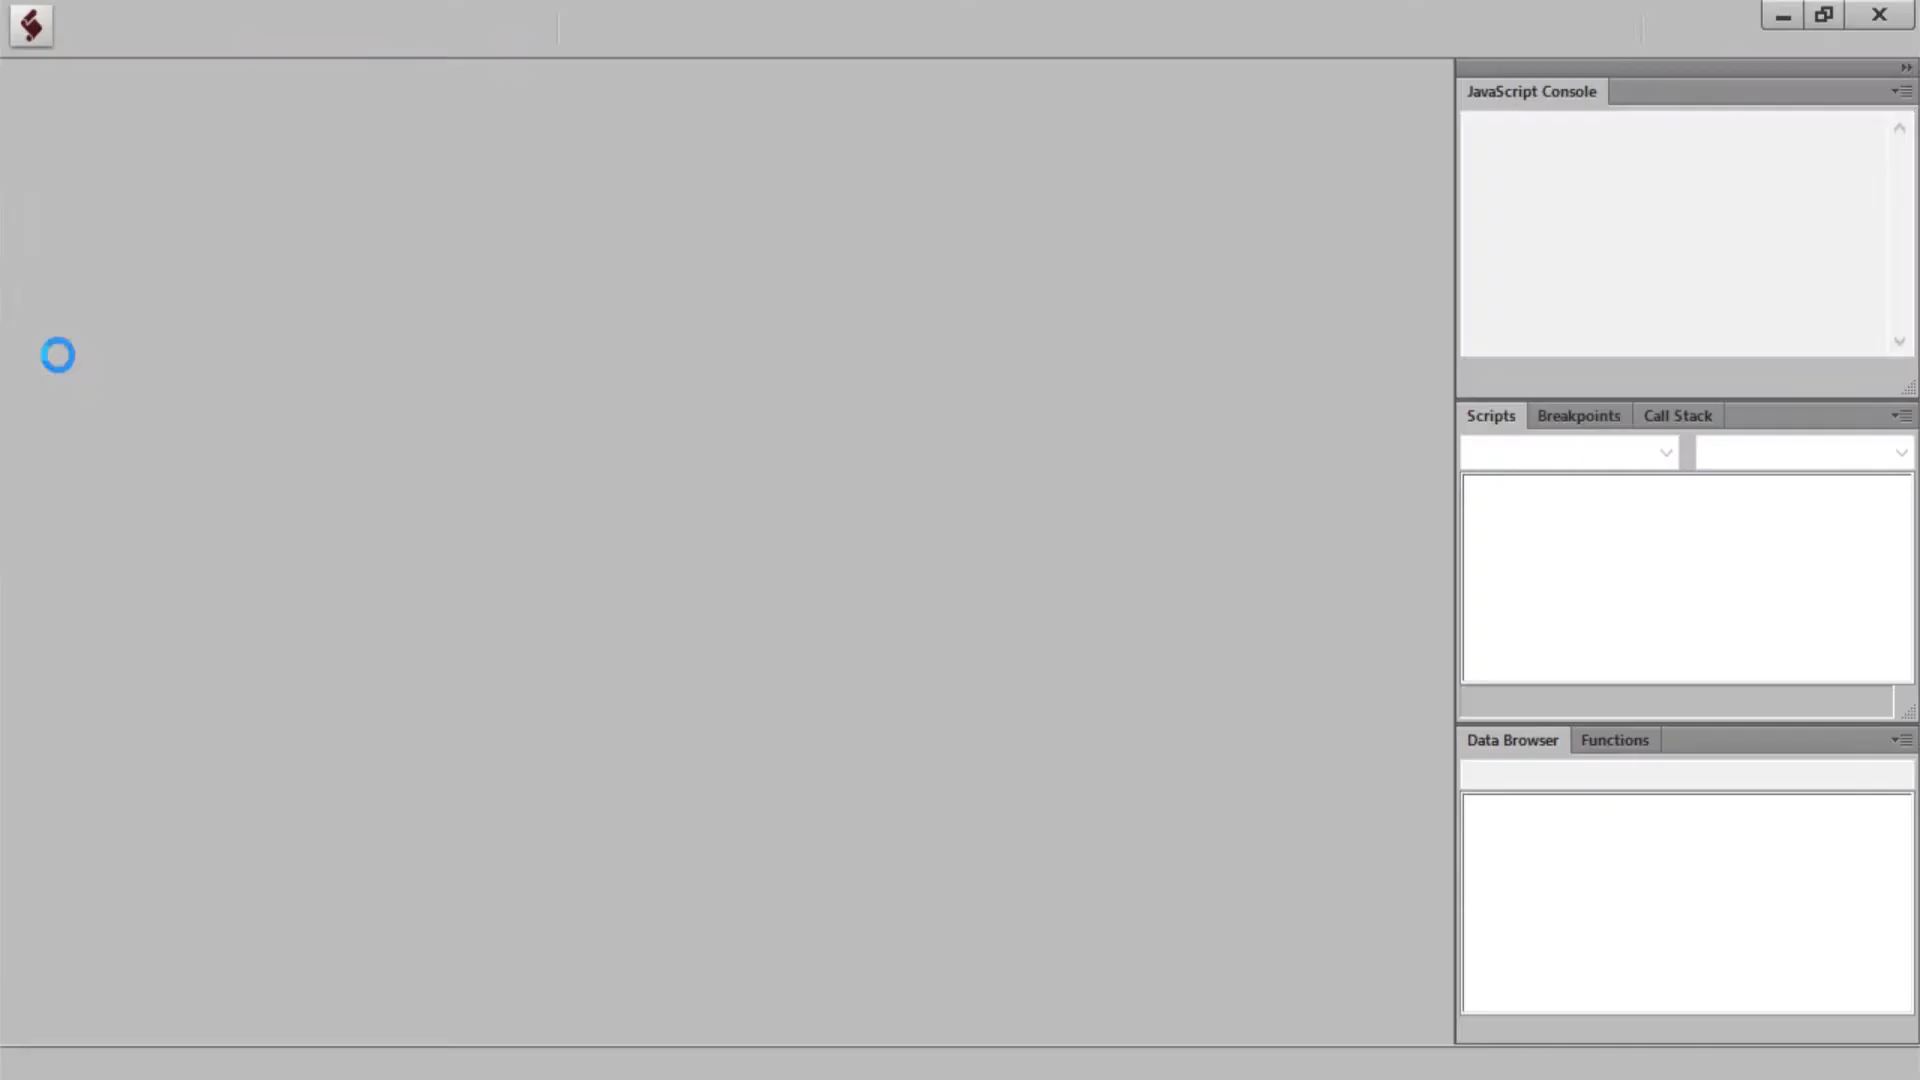 JavaScript Console
Scripts
Breakpoints
Call Stack
Data Browser
Functions